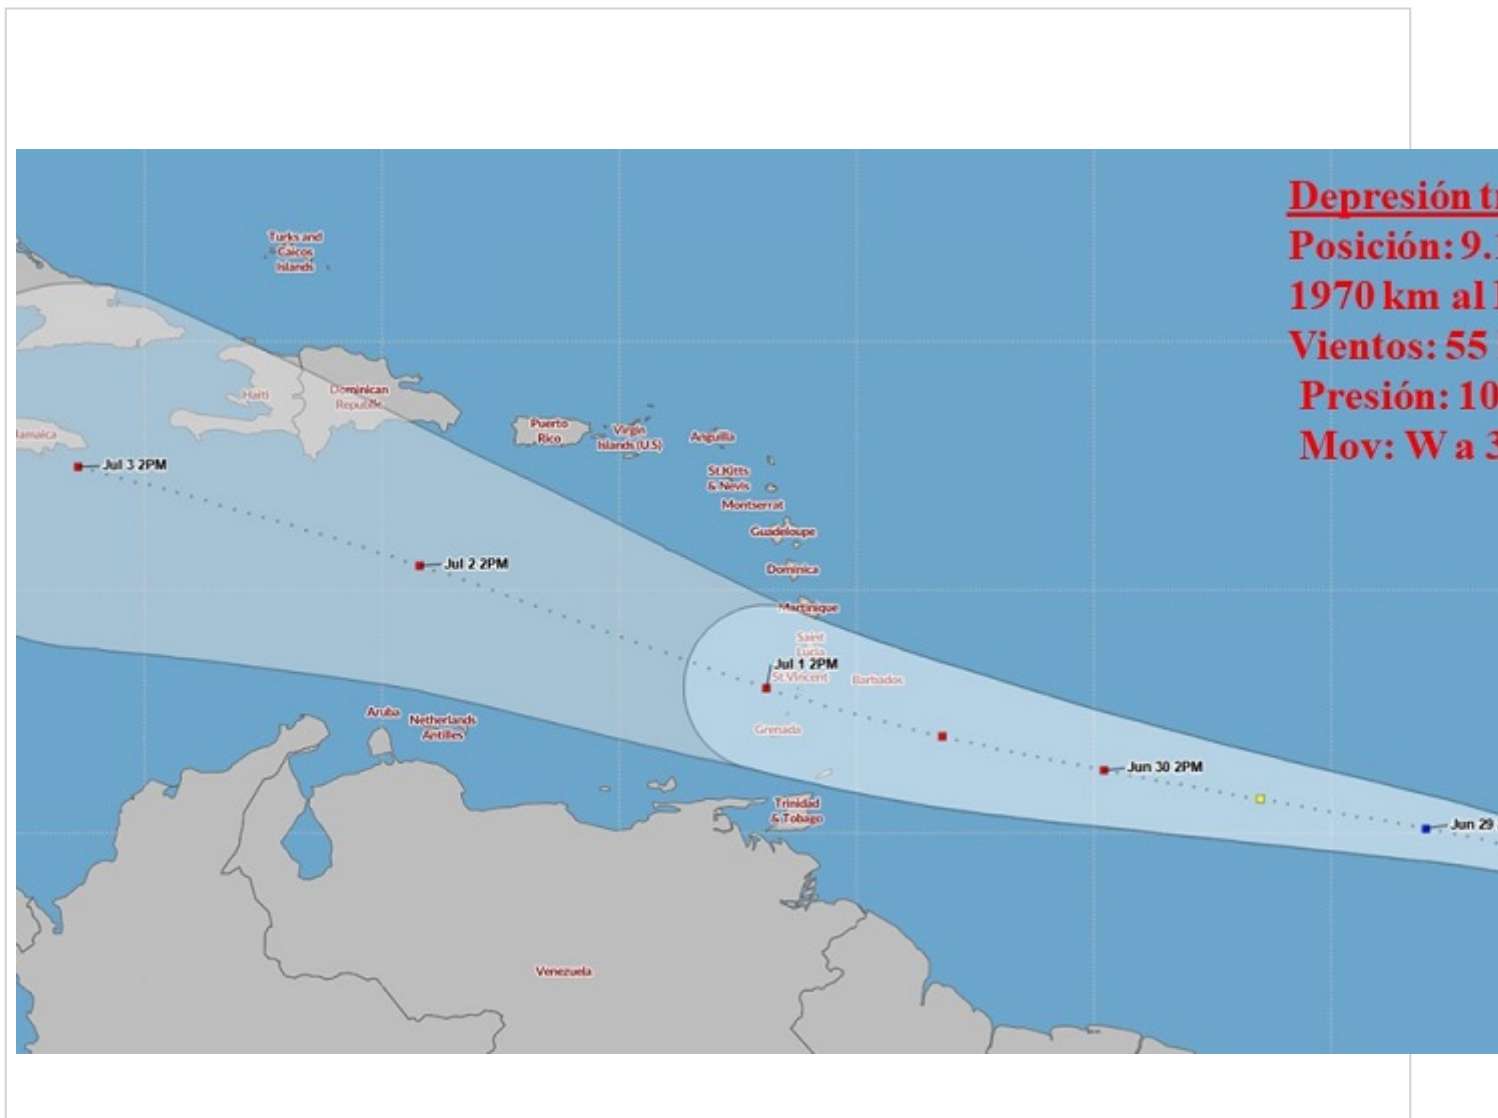 Depresión tr
Posición: 9.
1970 km al
Vientos: 55
Presión: 10
Mov: W a 3
Turks and
Caicos
Islands
Haiti
Dominican
Republic
Jamaica
Puerto
Rico
Virgin
Islands (U.S)
Anguilla
St.Kitts
& Nevis
Montserrat
Guadeloupe
Dominica
Martinique
Saint
Lucia
St.Vincent
Barbados
Grenada
Jul 3 2PM
Jul 2 2PM
Jul 1 2PM
Jun 30 2PM
Jun 29
Aruba
Netherlands
Antilles
Trinidad
& Tobago
Venezuela